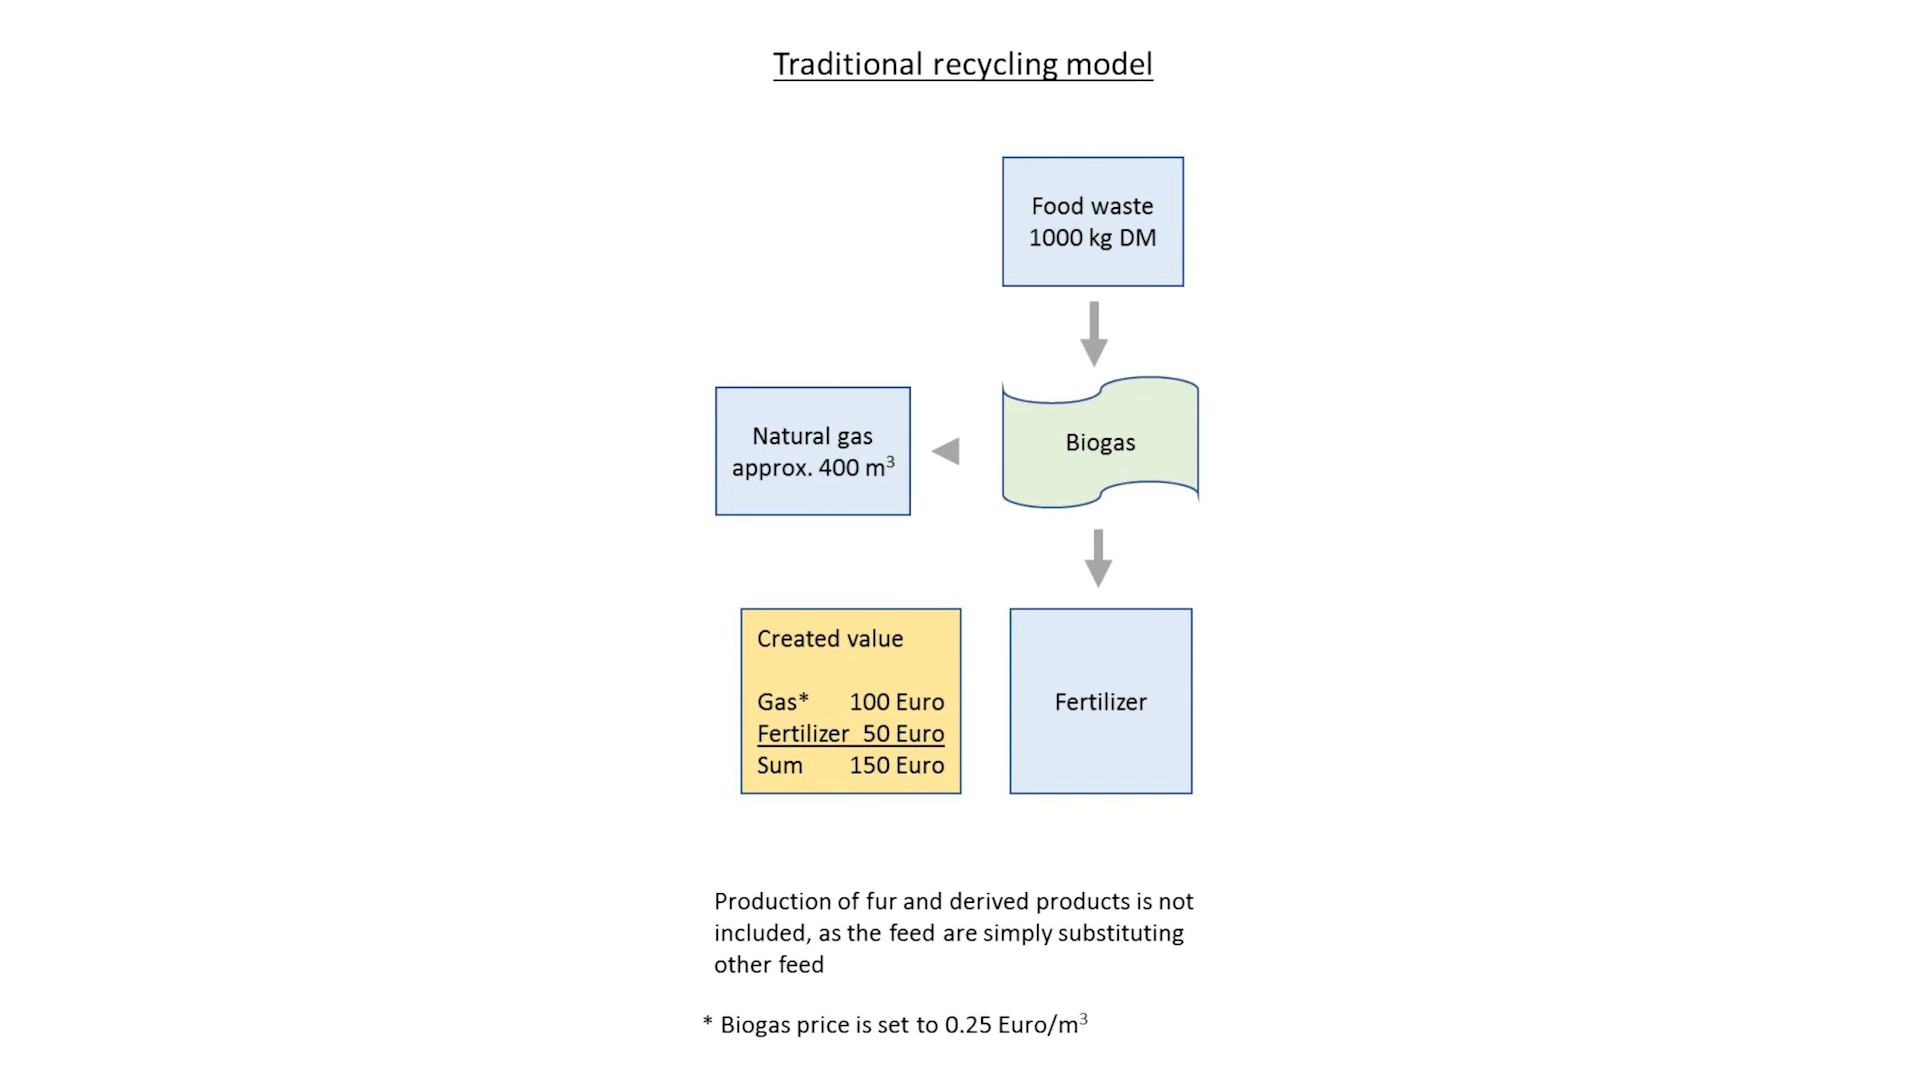 Traditional recycling model
Food waste
1000 kg DM
Natural gas
approx. 400 m³
Biogas
Created value
Gas* 100 Euro
Fertilizer 50 Euro
Sum 150 Euro
Fertilizer
Production of fur and derived products is not
included, as the feed are simply substituting
other feed
* Biogas price is set to 0.25 Euro/m³